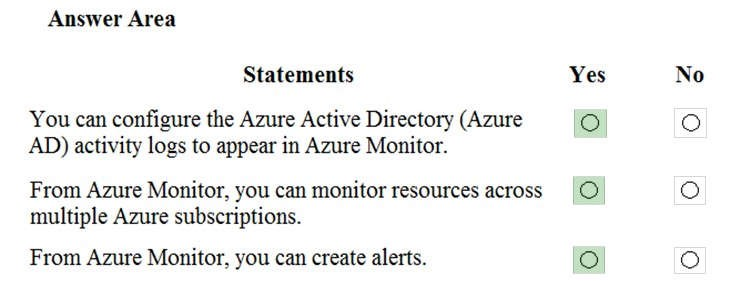 Answer Area
Statements Yes No
You can configure the Azure Active Directory (Azure
AD) activity logs to appear in Azure Monitor.
From Azure Monitor, you can monitor resources across
multiple Azure subscriptions.
From Azure Monitor, you can create alerts.